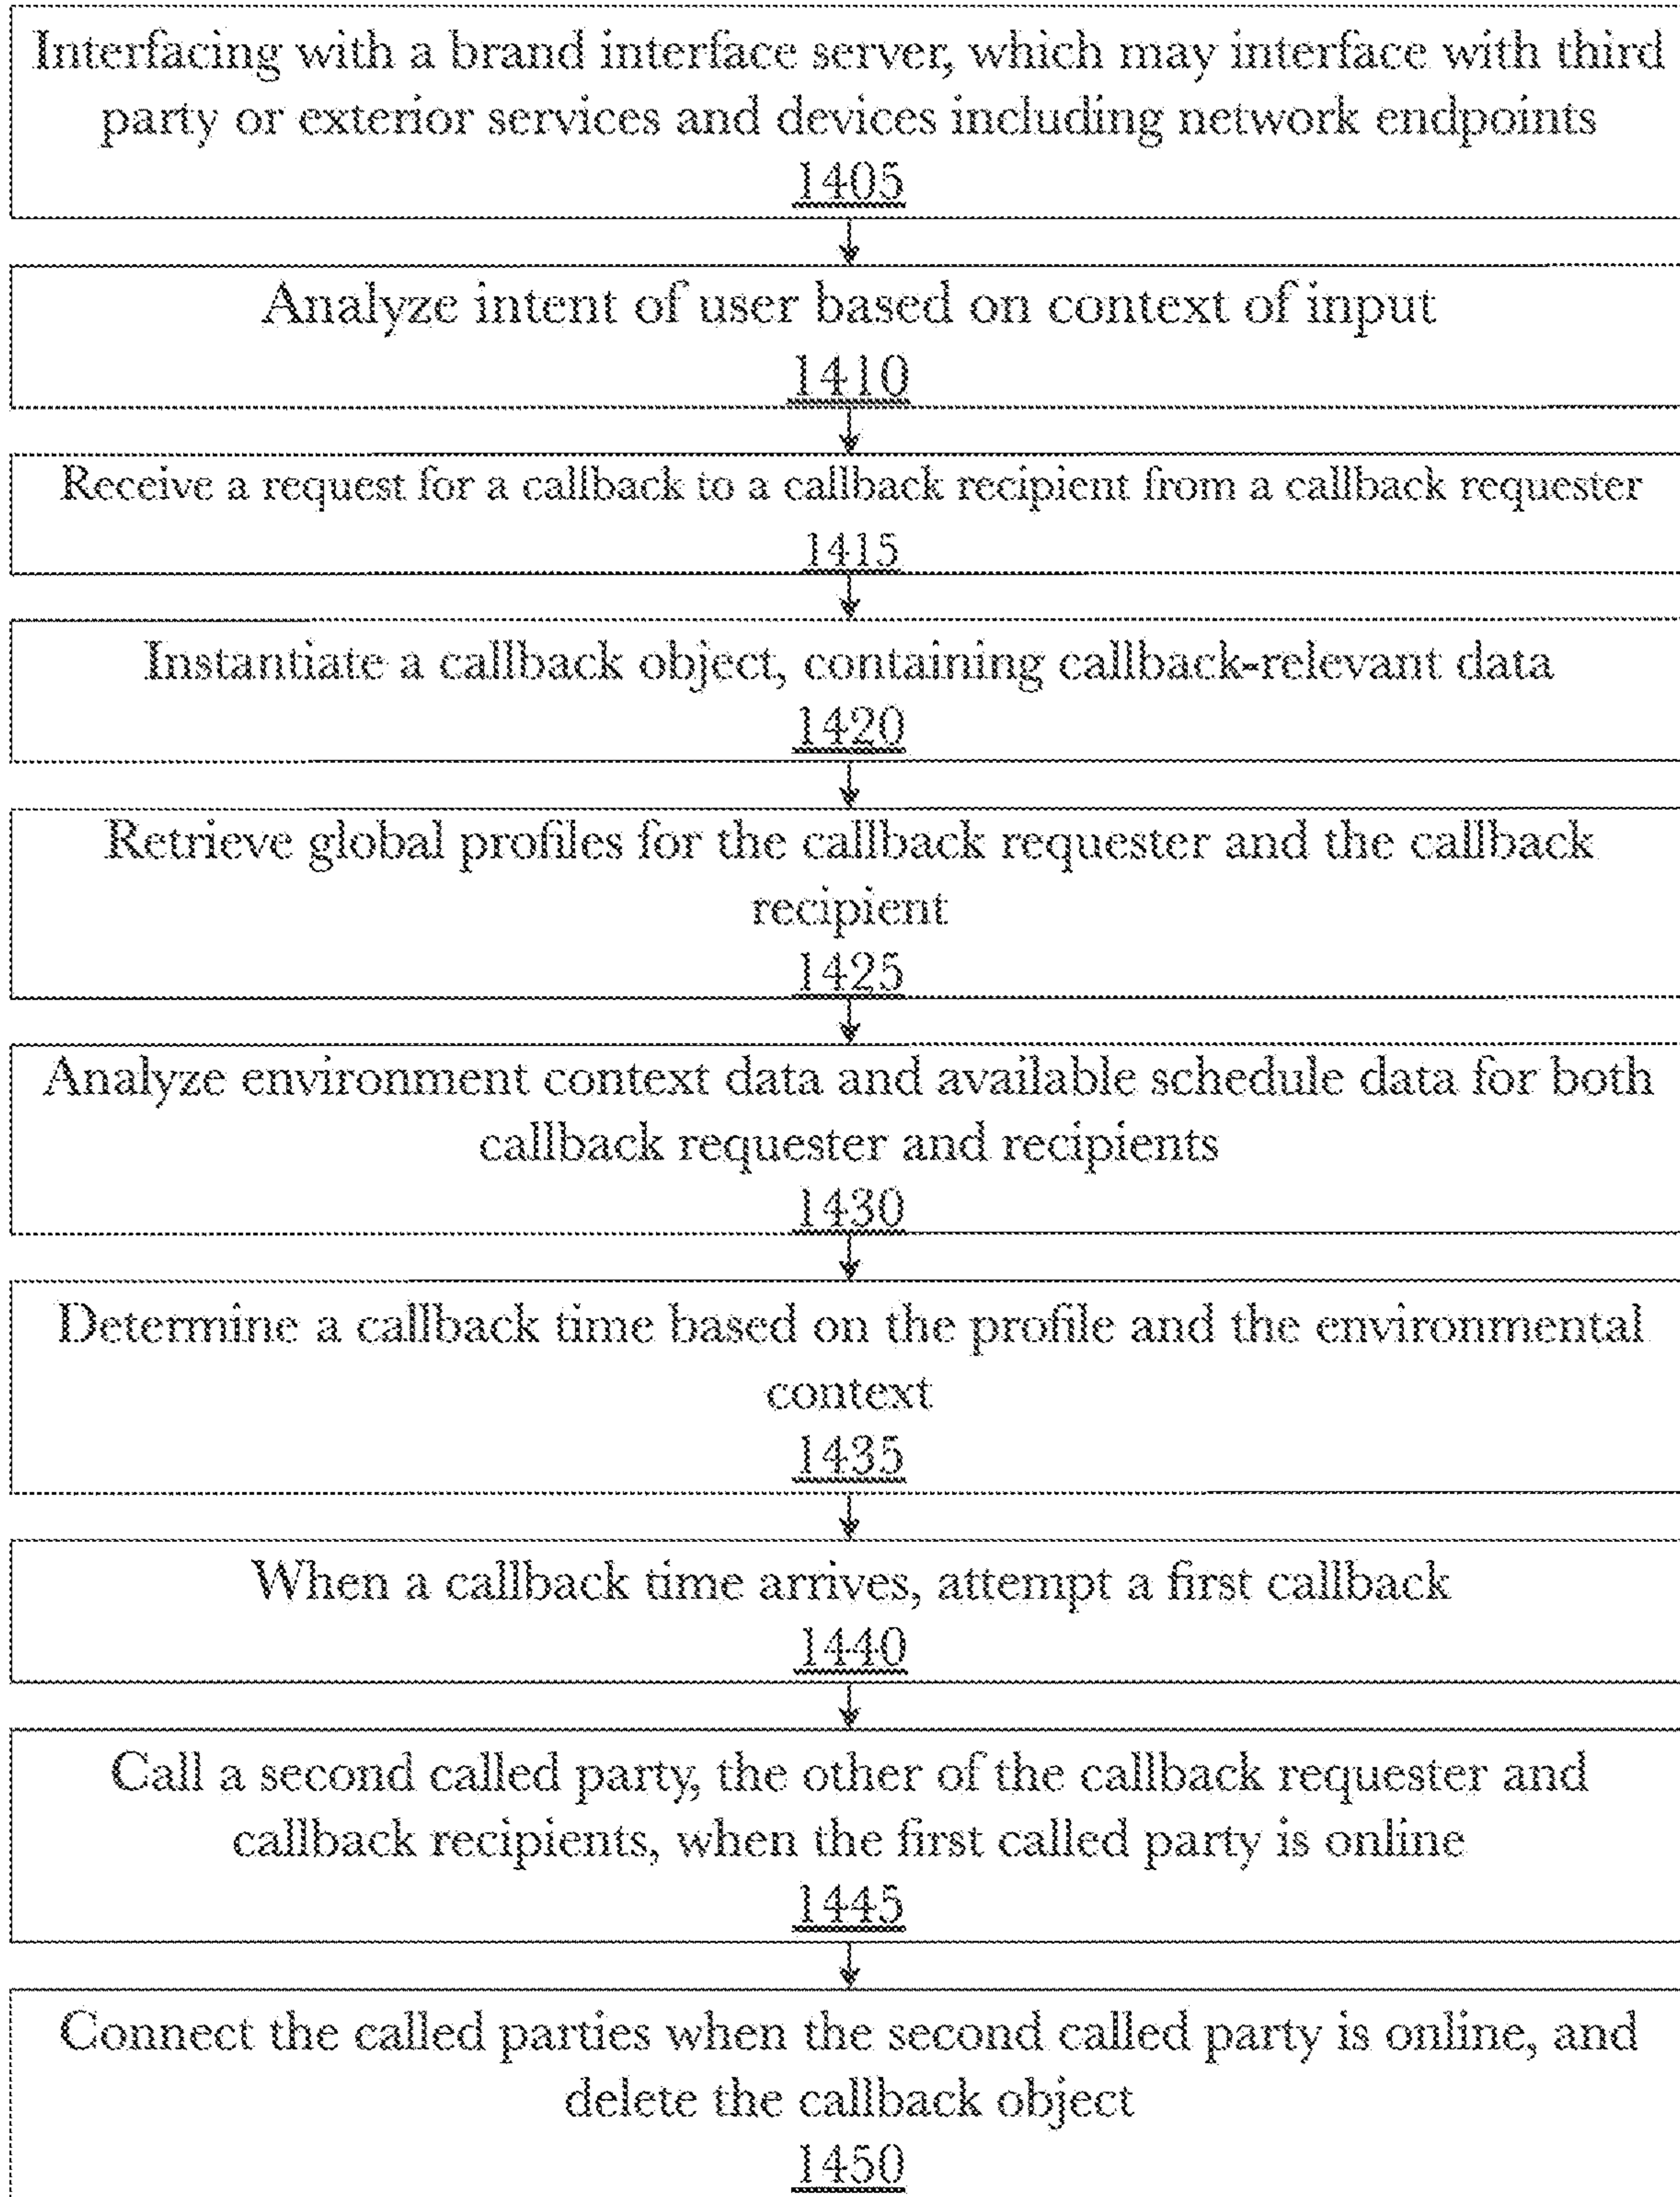 Interfacing with a brand interface server, which may interface with third
party or exterior services and devices including network endpoints
1405
Analyze intent of user based on context of input
1410
Receive a request for a callback to a callback recipient from a callback requester
1415
Instantiate a callback object, containing callback-relevant data
1420
Retrieve global profiles for the callback requester and the callback
recipient
1425
Analyze environment context data and available schedule data for both
callback requester and recipients
1430
Determine a callback time based on the profile and the environmental
context
1435
When a callback time arrives, attempt a first callback
1440
Call a second called party, the other of the callback requester and
callback recipients, when the first called party is online
1445
Connect the called parties when the second called party is online, and
delete the callback object
1450